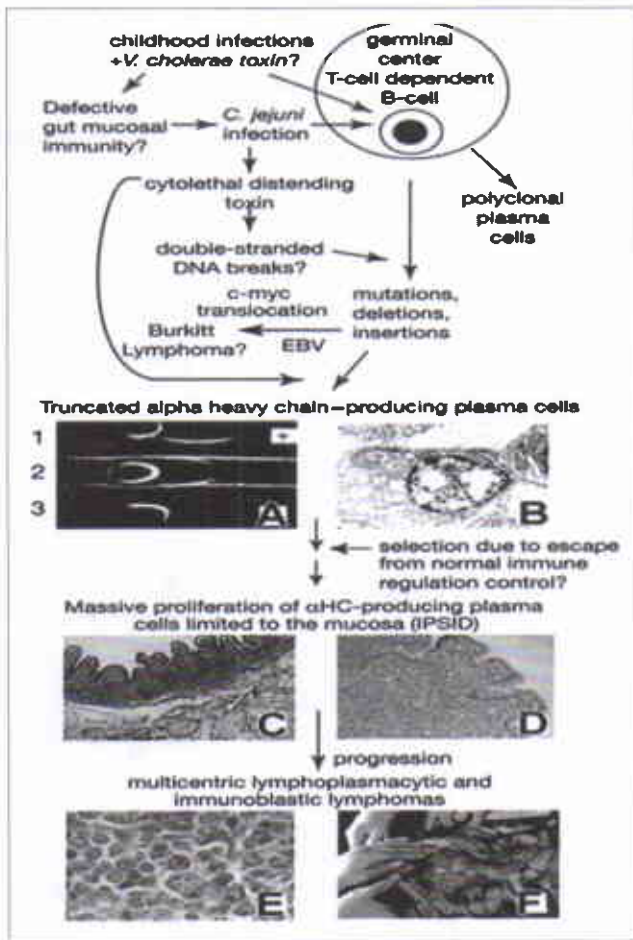 childhood infections
+V. cholerae toxin?
germinal
center
T-cell dependent
B-cell
Defective
gut mucosal
immunity?
C. jejuni
infection
cytolethal distending
toxin
polyclonal
plasma
cells
double-stranded
DNA breaks?
c-myc
translocation
mutations,
deletions,
insertions
Burkitt
Lymphoma?
EBV
Truncated alpha heavy chain–producing plasma cells
1
2
3
+
A
B
selection due to escape
from normal immune
regulation control?
Massive proliferation of αHC-producing plasma
cells limited to the mucosa (IPSID)
C
D
progression
multicentric lymphoplasmacytic and
immunoblastic lymphomas
E
F